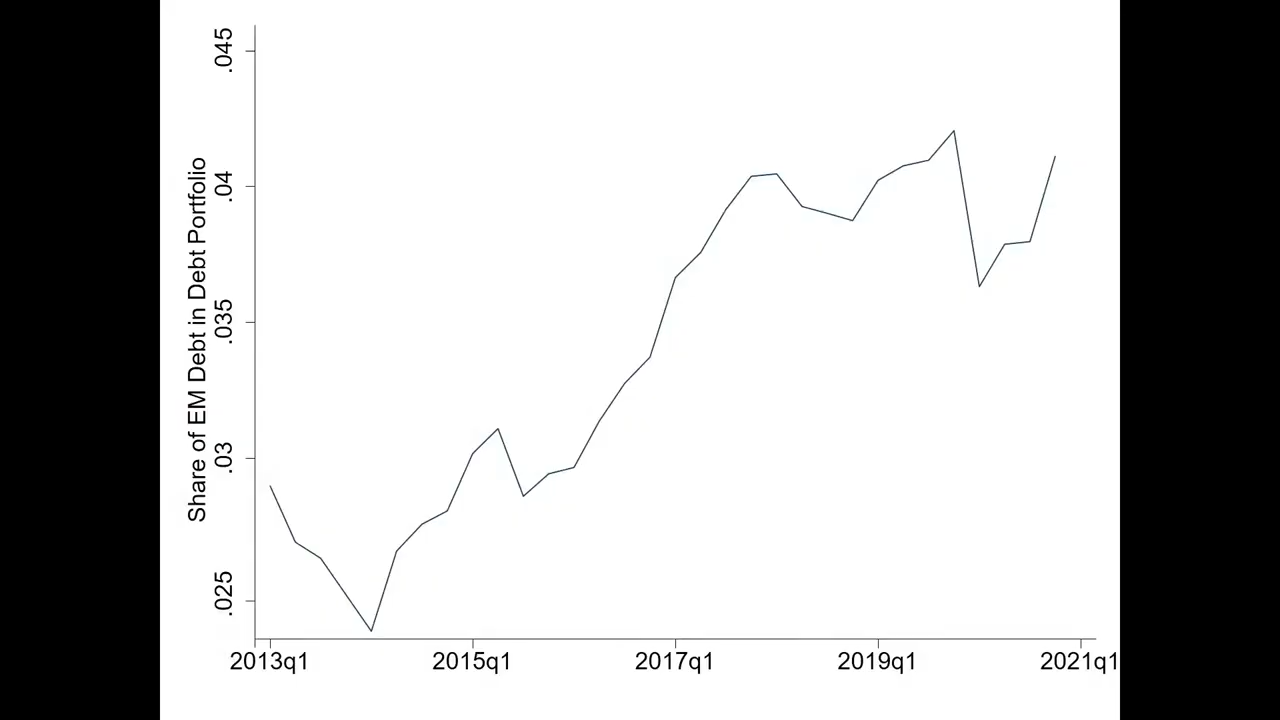 Share of EM Debt in Debt Portfolio
.045
.04
.035
.03
.025
2013q1
2015q1
2017q1
2019q1
2021q1